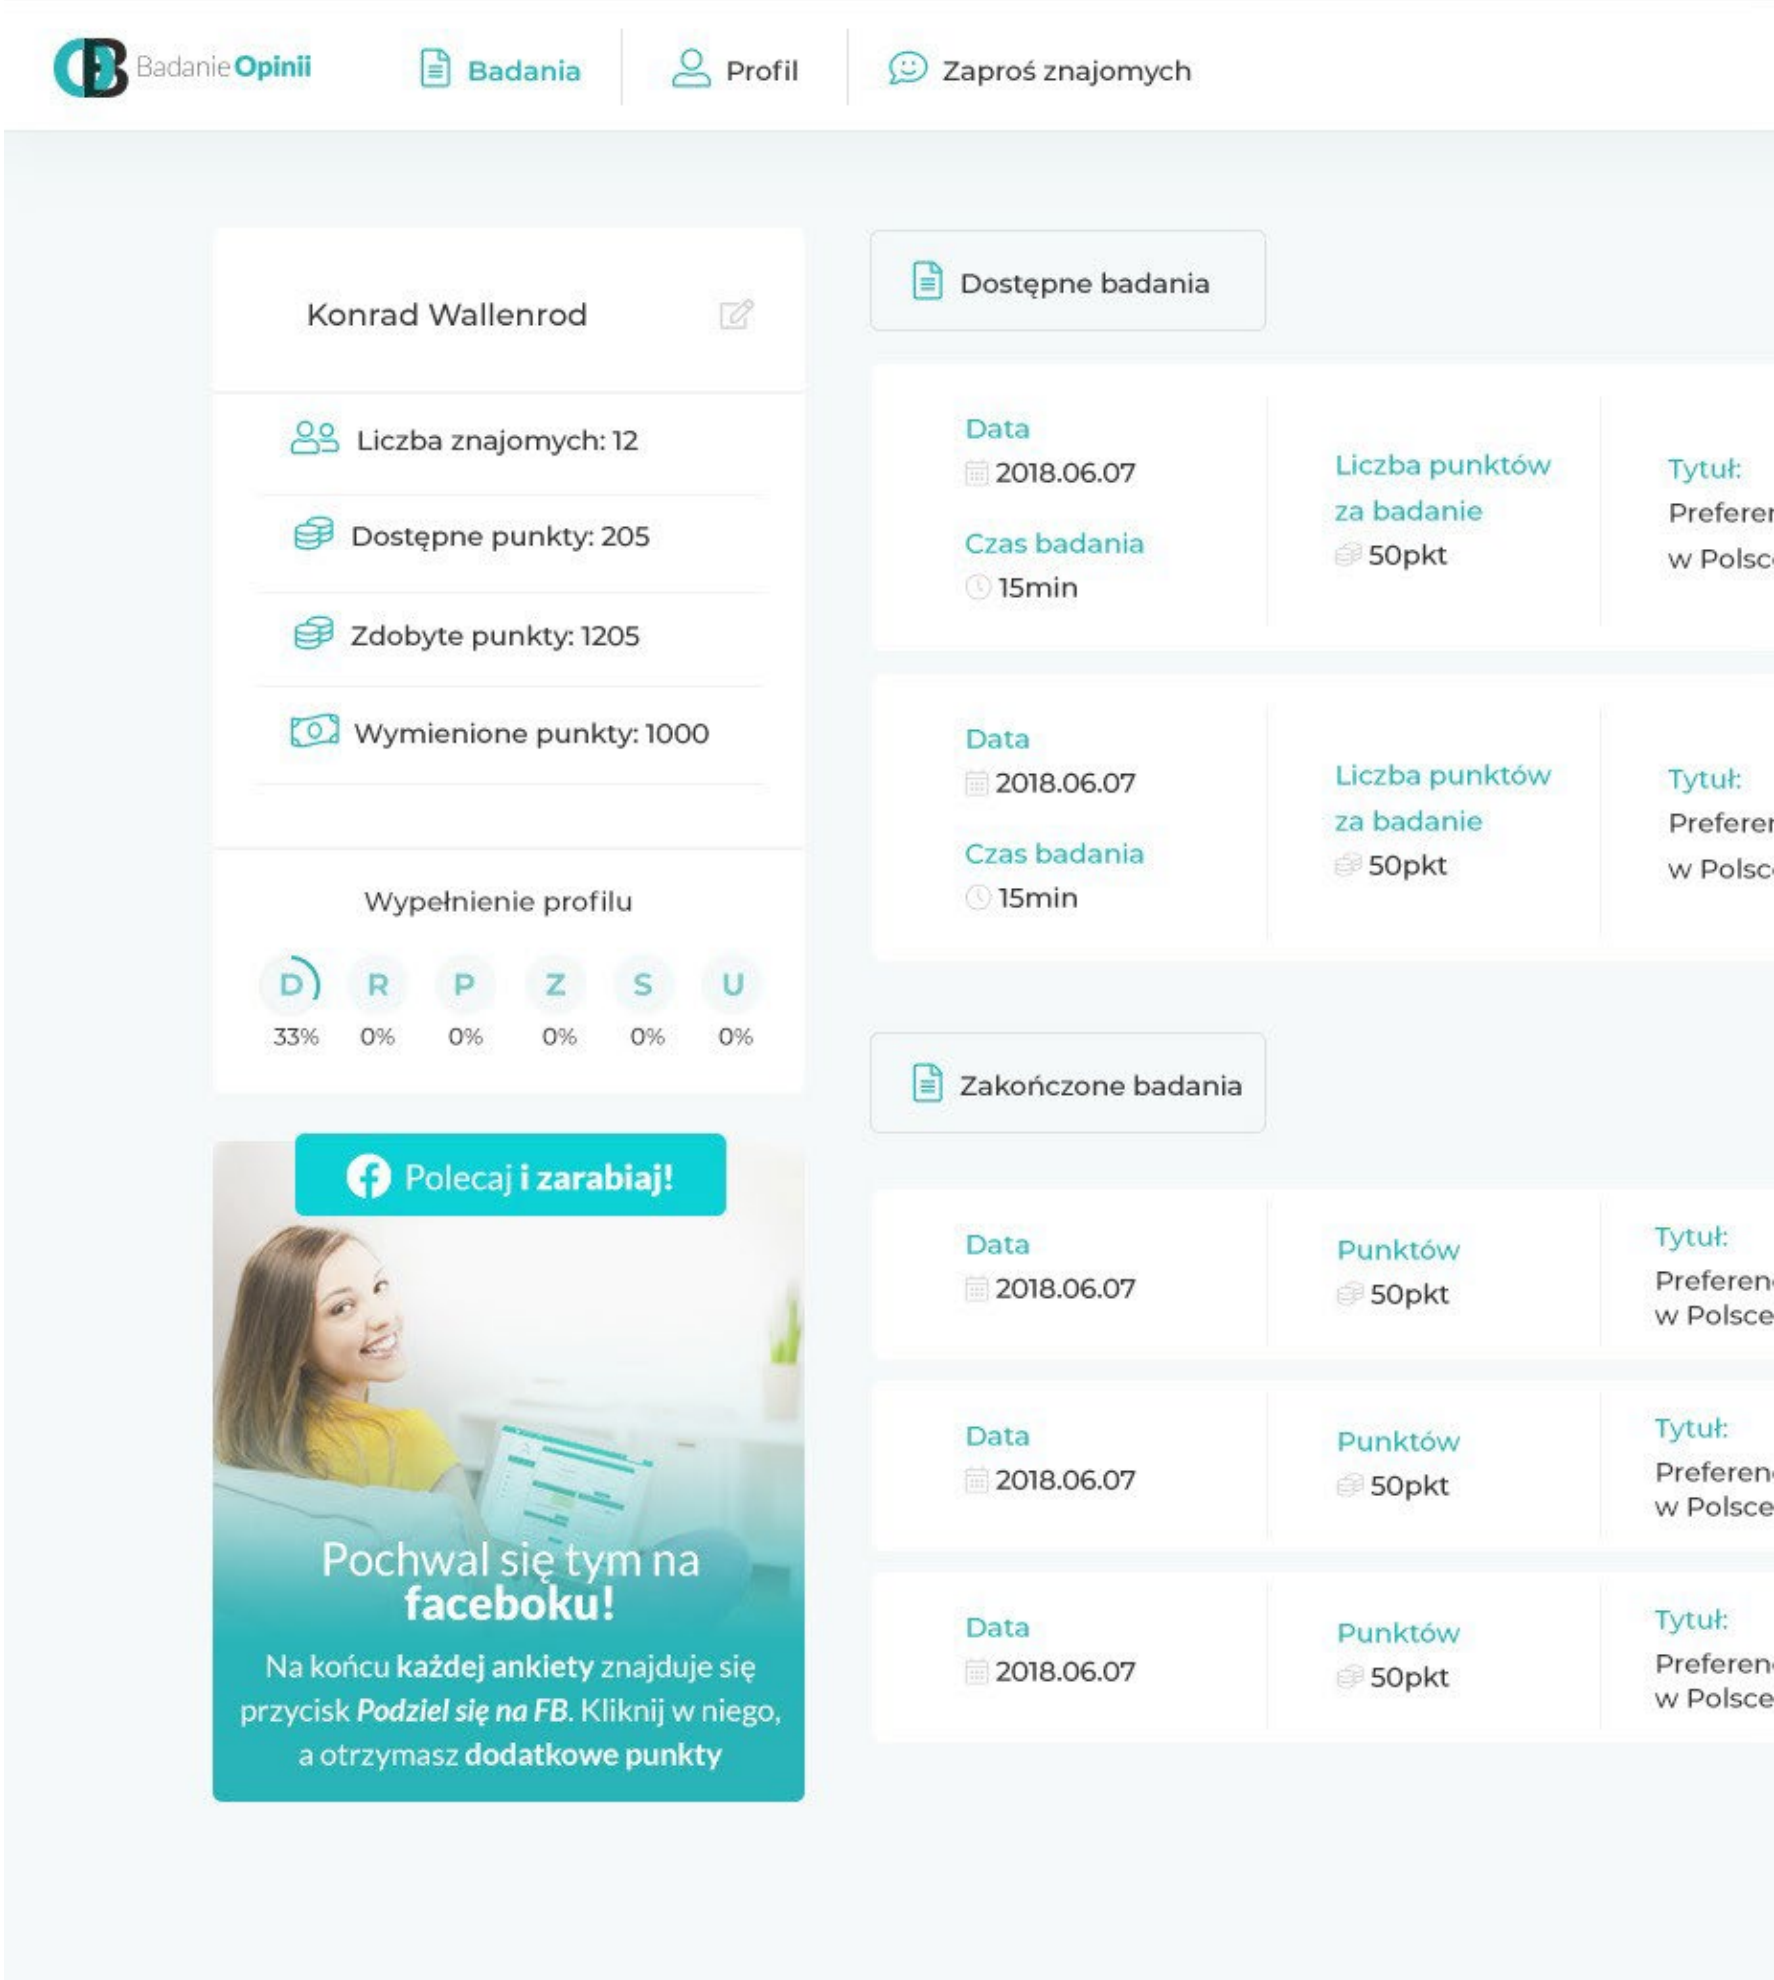 Badanie Opinii
Badania
Profil
Zaproś znajomych
Konrad Wallenrod
Liczba znajomych: 12
Dostępne punkty: 205
Zdobyte punkty: 1205
Wymienione punkty: 1000
Wypełnienie profilu
D R P Z S U
33% 0% 0% 0% 0% 0%
Polecaj i zarabiaj!
Pochwal się tym na
faceboku!
Na końcu każdej ankiety znajduje się
przycisk Podziel się na FB. Kliknij w niego,
a otrzymasz dodatkowe punkty
Dostępne badania
Data
2018.06.07
Czas badania
15min
Liczba punktów
za badanie
50pkt
Tytuł:
w
Data
2018.06.07
Czas badania
15min
Liczba punktów
za badanie
50pkt
Tytuł:
w
Zakończone badania
Data
2018.06.07
Punktów
50pkt
Tytuł:
w Polsce
Data
2018.06.07
Punktów
50pkt
Tytuł:
w Polsce
Data
2018.06.07
Punktów
50pkt
Tytuł:
w Polsce